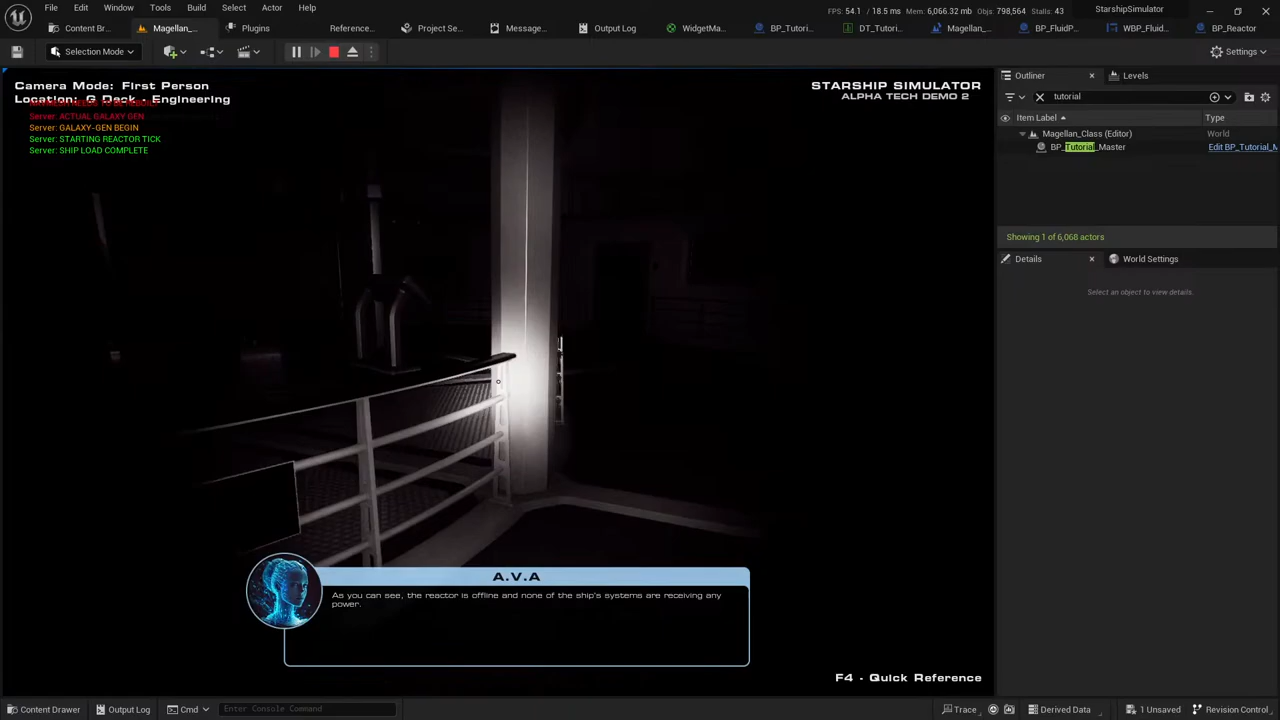 File Edit Window Tools Build Select Actor Help
FPS: 54.1 / 18.5 ms Mem: 6,066.32 mb Objs: 798,564 Stalls: 43
StarshipSimulator
Content Br...
Magellan_...
Plugins
Reference...
Project Se...
Message...
Output Log
WidgetMa...
BP_Tutori...
DT_Tutori...
Magellan_...
BP_FluidP...
WBP_Fluid...
BP_Reactor
Selection Mode
Settings
Camera Mode: First Person
Location: G Deck - Engineering
Server: ACTUAL GALAXY GEN
Server: GALAXY-GEN BEGIN
Server: STARTING REACTOR TICK
Server: SHIP LOAD COMPLETE
STARSHIP SIMULATOR
ALPHA TECH DEMO 2
Outliner
Levels
tutorial
Item Label
Type
Magellan_Class (Editor)
World
BP_Tutorial_Master
Edit BP_Tutorial_M
Showing 1 of 6,068 actors
Details
World Settings
Select an object to view details.
A.V.A
As you can see, the reactor is offline and none of the ship's systems are receiving any
power.
F4 - Quick Reference
Content Drawer
Output Log
Cmd
Enter Console Command
Trace
Derived Data
1 Unsaved
Revision Control